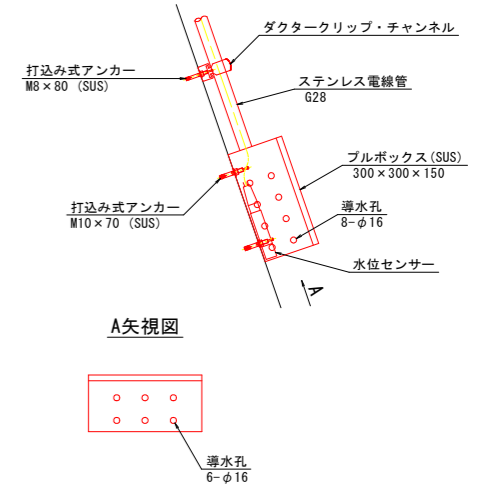 ダクタークリップ・チャンネル
打込み式アンカー
M8×80 (SUS)
ステンレス電線管
G28
プルボックス(SUS)
300×300×150
打込み式アンカー
M10×70 (SUS)
導水孔
8-φ16
水位センサー
A
A矢視図
導水孔
6-φ16